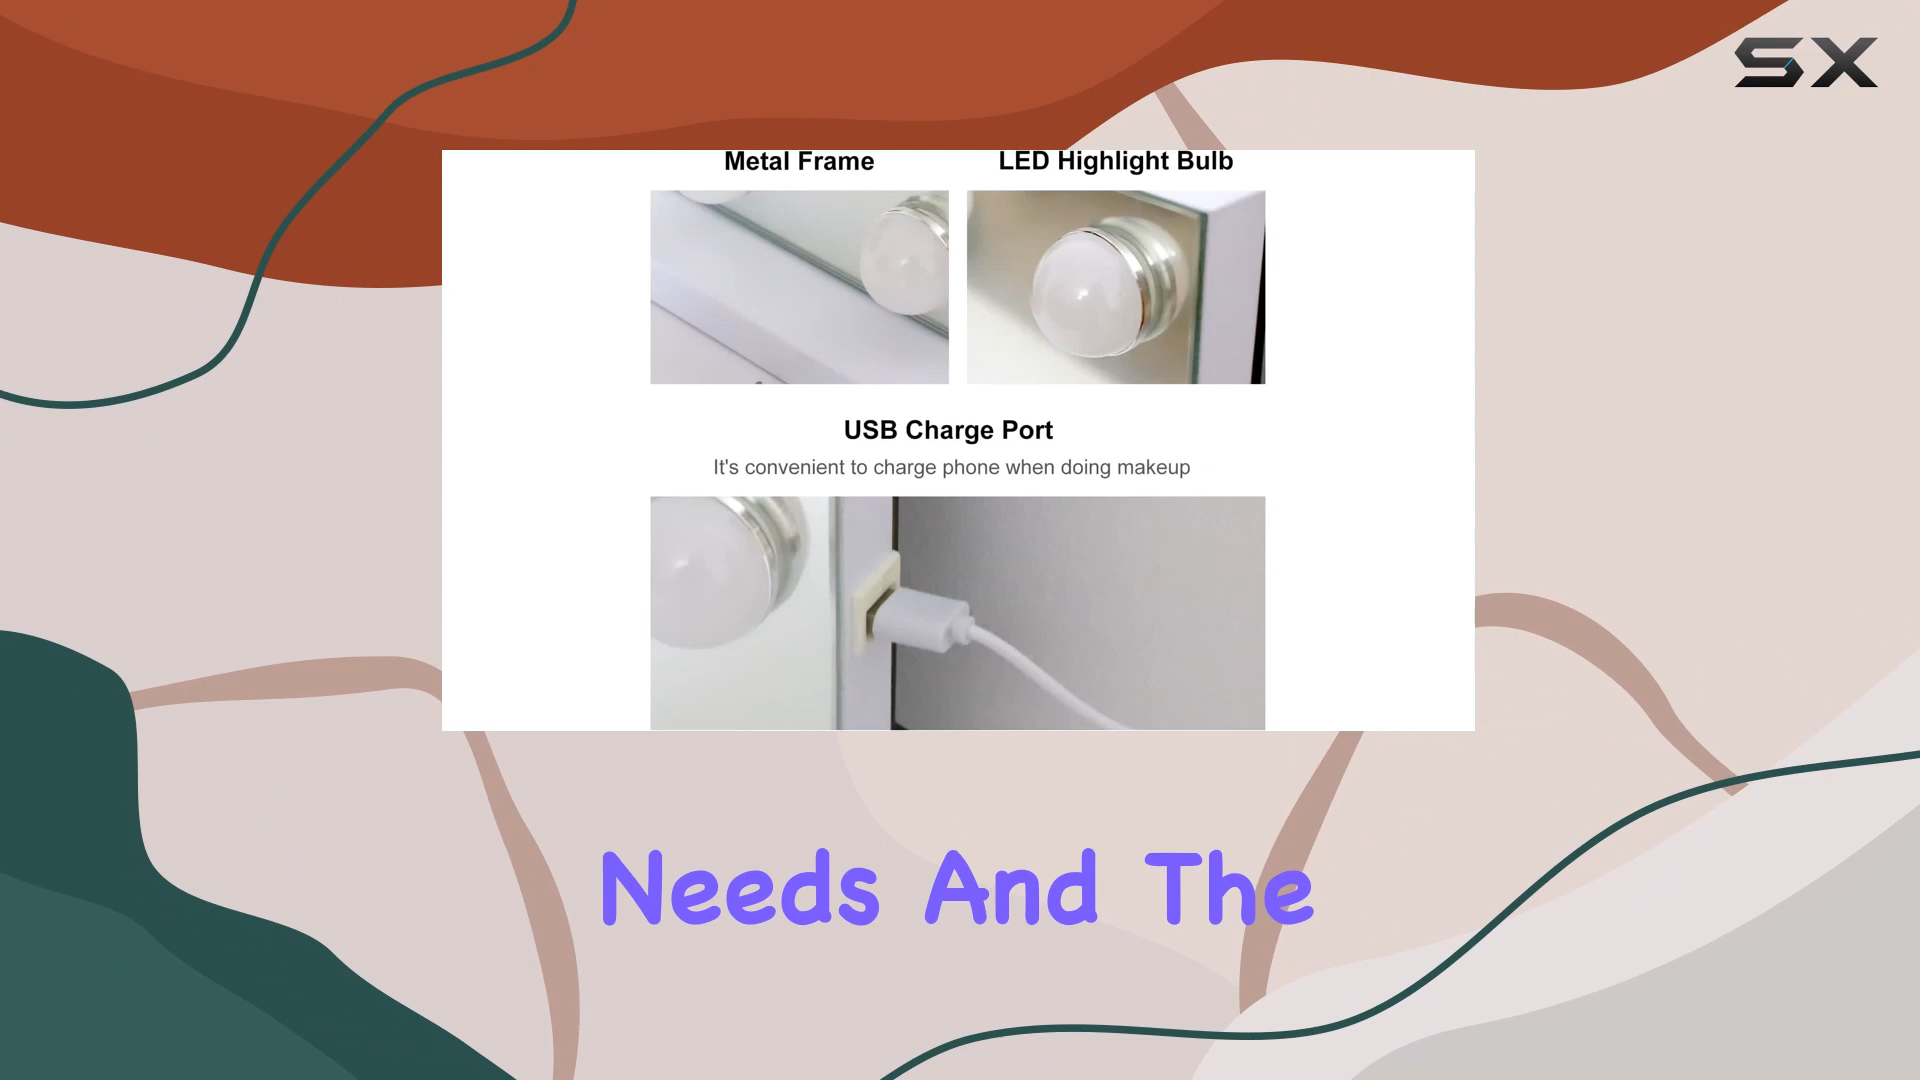 SX
Metal Frame
LED Highlight Bulb
USB Charge Port
It's convenient to charge phone when doing makeup
Needs And The